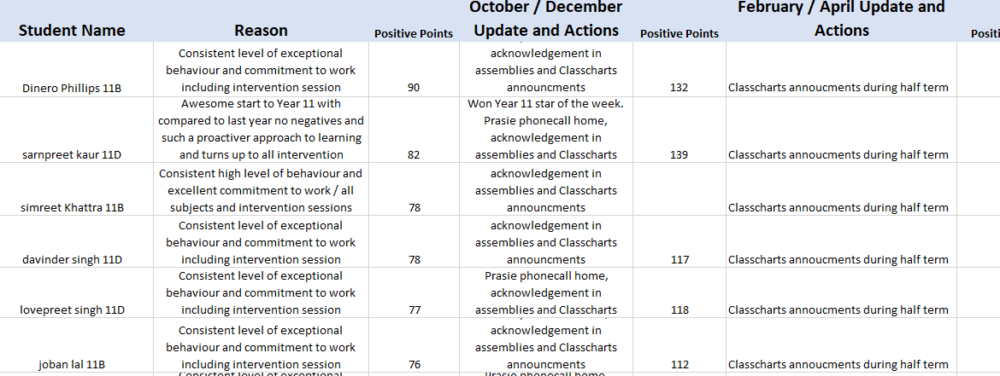 Student Name
Reason
Positive Points
October / December
Update and Actions
Positive Points
February / April Update and
Actions
Positi
Dinero Phillips 11B
Consistent level of exceptional
behaviour and commitment to work
including intervention session
90
acknowledgement in
assemblies and Classcharts
announcments
132
Classcharts annoucments during half term
sarnpreet kaur 11D
Awesome start to Year 11 with
compared to last year no negatives and
such a proactiver approach to learning
and turns up to all intervention
82
Won Year 11 star of the week.
Prasie phonecall home,
acknowledgement in
assemblies and Classcharts
139
Classcharts annoucments during half term
simreet Khattra 11B
Consistent high level of behaviour and
excellent commitment to work / all
subjects and intervention sessions
78
acknowledgement in
assemblies and Classcharts
announcments
Classcharts annoucments during half term
davinder singh 11D
Consistent level of exceptional
behaviour and commitment to work
including intervention session
78
acknowledgement in
assemblies and Classcharts
announcments
117
Classcharts annoucments during half term
lovepreet singh 11D
Consistent level of exceptional
behaviour and commitment to work
including intervention session
77
Prasie phonecall home,
acknowledgement in
assemblies and Classcharts
118
Classcharts annoucments during half term
joban lal 11B
Consistent level of exceptional
behaviour and commitment to work
including intervention session
76
acknowledgement in
assemblies and Classcharts
announcments
112
Classcharts annoucments during half term
Consistent level of exceptional
Prasie phonecall home,